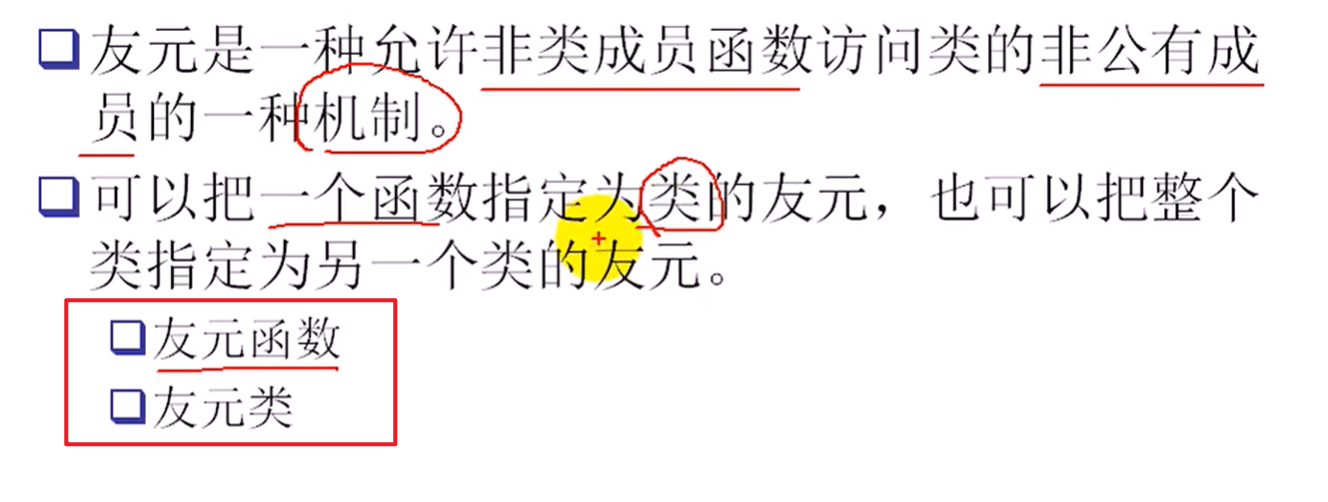 友元是一种允许非类成员函数访问类的非公有成
员的一种机制。
可以把一个函数指定为类的友元，也可以把整个
类指定为另一个类的友元。
友元函数
友元类